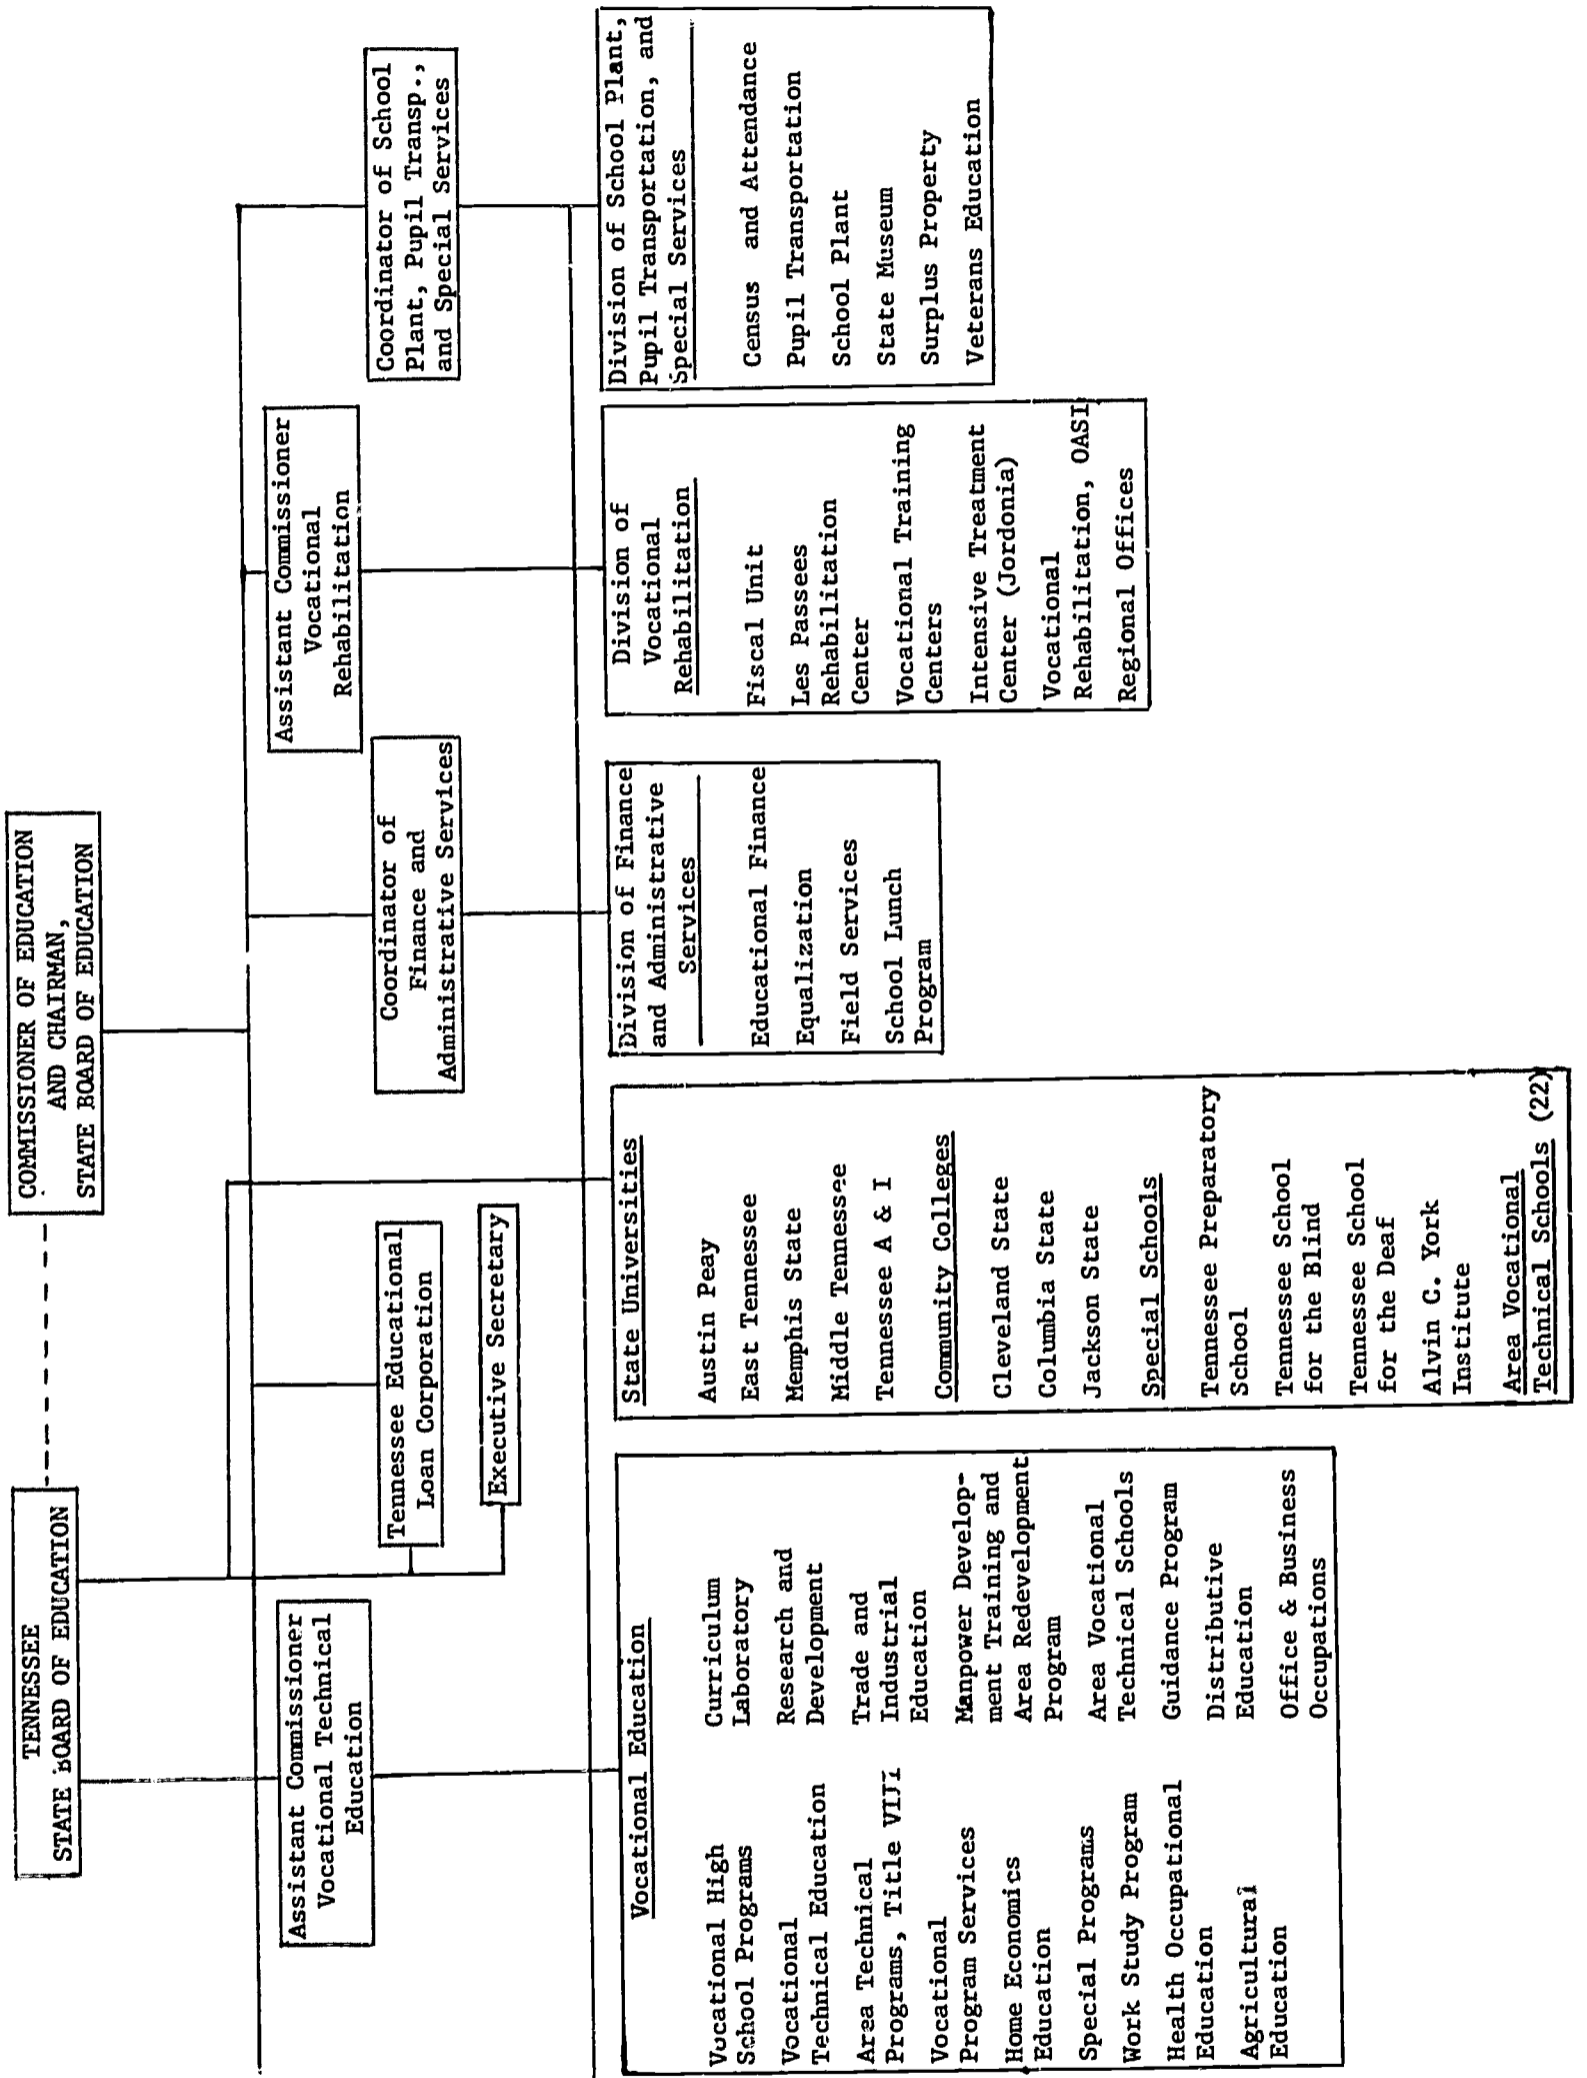 TENNESSEE
STATE BOARD OF EDUCATION
COMMISSIONER OF EDUCATION
AND CHAIRMAN,
STATE BOARD OF EDUCATION
Assistant Commissioner
Vocational Technical
Education
Tennessee Educational
Loan Corporation
Executive Secretary
Coordinator of
Finance and
Administrative Services
Assistant Commissioner
Vocational
Rehabilitation
Coordinator of School
Plant, Pupil Transp.,
and Special Services
Vocational Education
Vocational High
School Programs
Vocational
Technical Education
Area Technical
Programs, Title VIII
Vocational
Program Services
Home Economics
Education
Special Programs
Work Study Program
Health Occupational
Education
Agricultural
Education
Curriculum
Laboratory
Research and
Development
Trade and
Industrial
Education
Manpower Develop-
ment Training and
Area Redevelopment
Program
Area Vocational
Technical Schools
Guidance Program
Distributive
Education
Office & Business
Occupations
State Universities
Austin Peay
East Tennessee
Memphis State
Middle Tennessee
Tennessee A & I
Community Colleges
Cleveland State
Columbia State
Jackson State
Special Schools
Tennessee Preparatory
School
Tennessee School
for the Blind
Tennessee School
for the Deaf
Alvin C. York
Institute
Area Vocational
Technical Schools (22)
Division of Finance
and Administrative
Services
Educational Finance
Equalization
Field Services
School Lunch
Program
Division of
Vocational
Rehabilitation
Fiscal Unit
Les Passees
Rehabilitation
Center
Vocational Training
Centers
Intensive Treatment
Center (Jordonia)
Vocational
Rehabilitation, OASI
Regional Offices
Division of School Plant,
Pupil Transportation, and
Special Services
Census and Attendance
Pupil Transportation
School Plant
State Museum
Surplus Property
Veterans Education